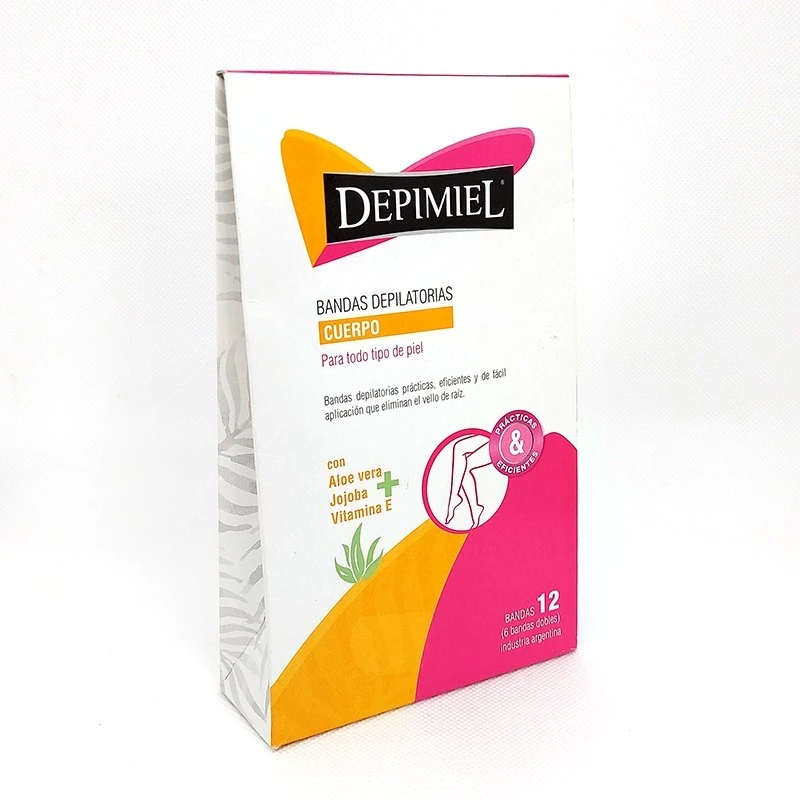 DEPIMIEL
BANDAS DEPILATORIAS
CUERPO
Para todo tipo de piel
Bandas depilatorias prácticas, eficientes y de fácil
aplicación que eliminan el vello de raíz.
PRÁCTICAS
&
EFICIENTES
con
Aloe vera
Jojoba
Vitamina E
+
BANDAS 12
(6 bandas dobles)
industria argentina